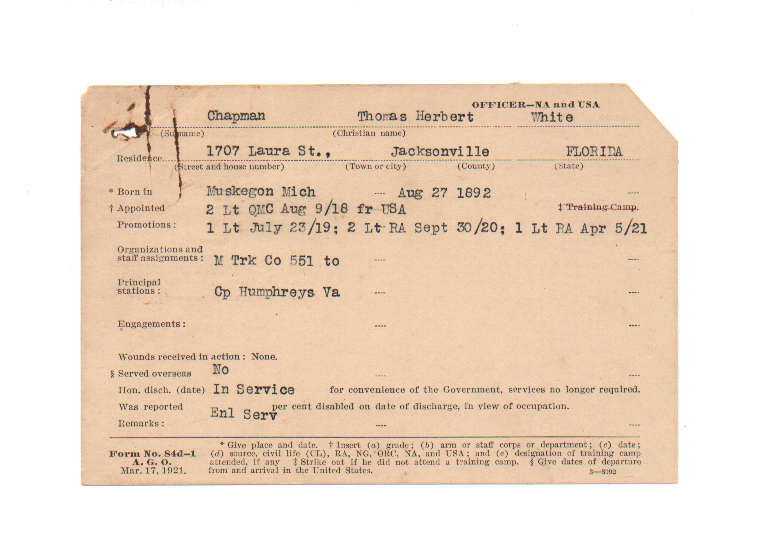 OFFICER—NA and USA
Chapman Thomas Herbert White
(Surname) (Christian name)
Residence 1707 Laura St., Jacksonville FLORIDA
(Street and house number) (Town or city) (County) (State)
* Born in Muskegon Mich Aug 27 1892
† Appointed 2 Lt QMC Aug 9/18 fr USA ‡ Training Camp.
Promotions: 1 Lt July 23/19; 2 Lt RA Sept 30/20; 1 Lt RA Apr 5/21
Organizations and
staff assignments: M Trk Co 551 to
Principal
stations: Cp Humphreys Va
Engagements:
Wounds received in action: None.
§ Served overseas No
Hon. disch. (date) In Service for convenience of the Government, services no longer required.
Was reported per cent disabled on date of discharge, in view of occupation.
Enl Serv
Remarks:
* Give place and date. † Insert (a) grade; (b) arm or staff corps or department; (c) date;
Form No. 84d–1 (d) source, civil life (CL), RA, NG, ORC, NA, and USA; and (e) designation of training camp
A. G. O. attended, if any ‡ Strike out if he did not attend a training camp. § Give dates of departure
Mar. 17, 1921. from and arrival in the United States. 3—8192